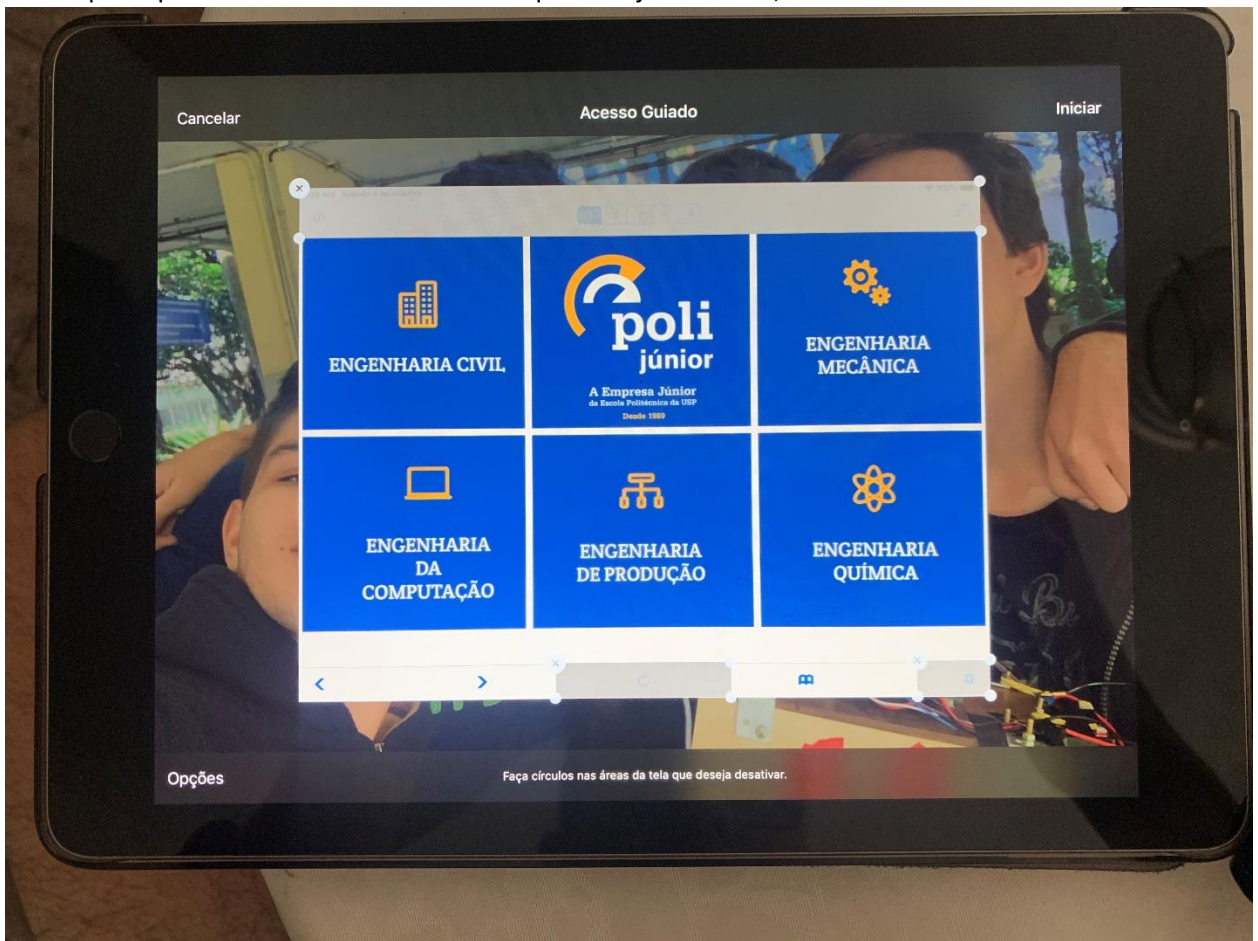 Cancelar
Acesso Guiado
Iniciar
ENGENHARIA CIVIL
poli
júnior
A Empresa Júnior
da Escola Politécnica da USP
Desde 1989
ENGENHARIA
MECÂNICA
ENGENHARIA
DA
COMPUTAÇÃO
ENGENHARIA
DE PRODUÇÃO
ENGENHARIA
QUÍMICA
Opções
Faça círculos nas áreas da tela que deseja desativar.